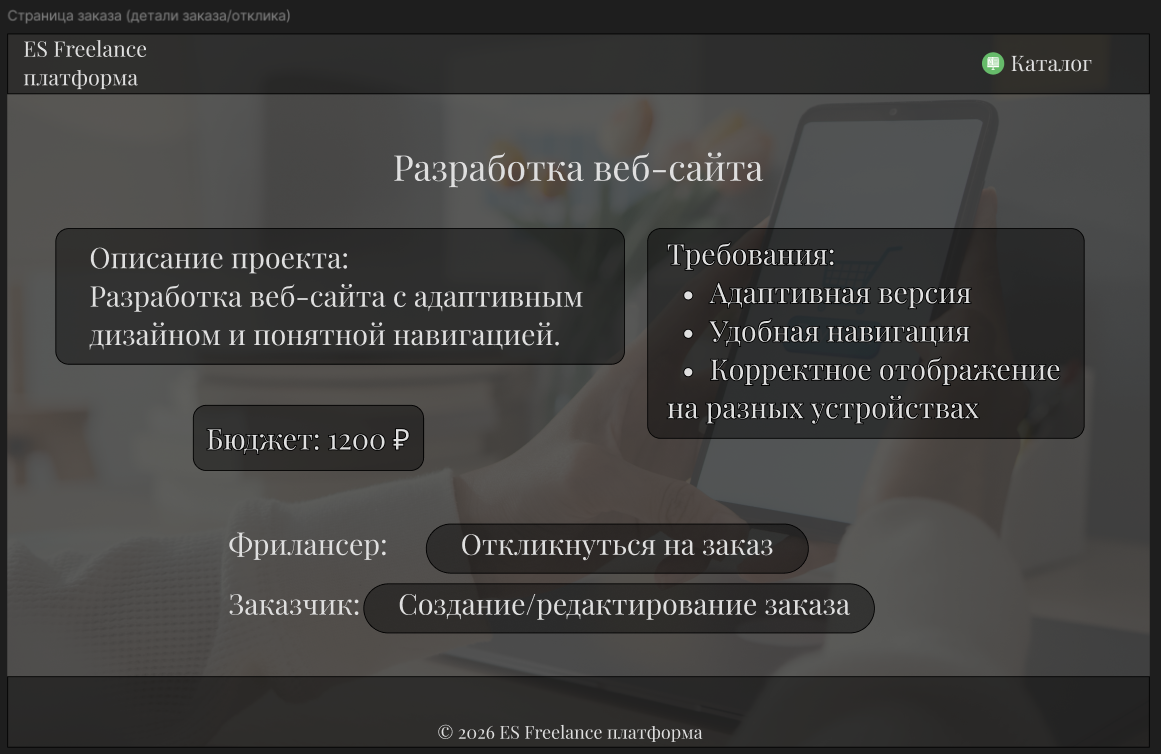 Страница заказа (детали заказа/отклика)
ES Freelance
платформа
Каталог
Разработка веб-сайта
Описание проекта:
Разработка веб-сайта с адаптивным
дизайном и понятной навигацией.
Требования:
• Адаптивная версия
• Удобная навигация
• Корректное отображение
на разных устройствах
Бюджет: 1200 ₽
Фрилансер:
Откликнуться на заказ
Заказчик:
Создание/редактирование заказа
© 2026 ES Freelance платформа